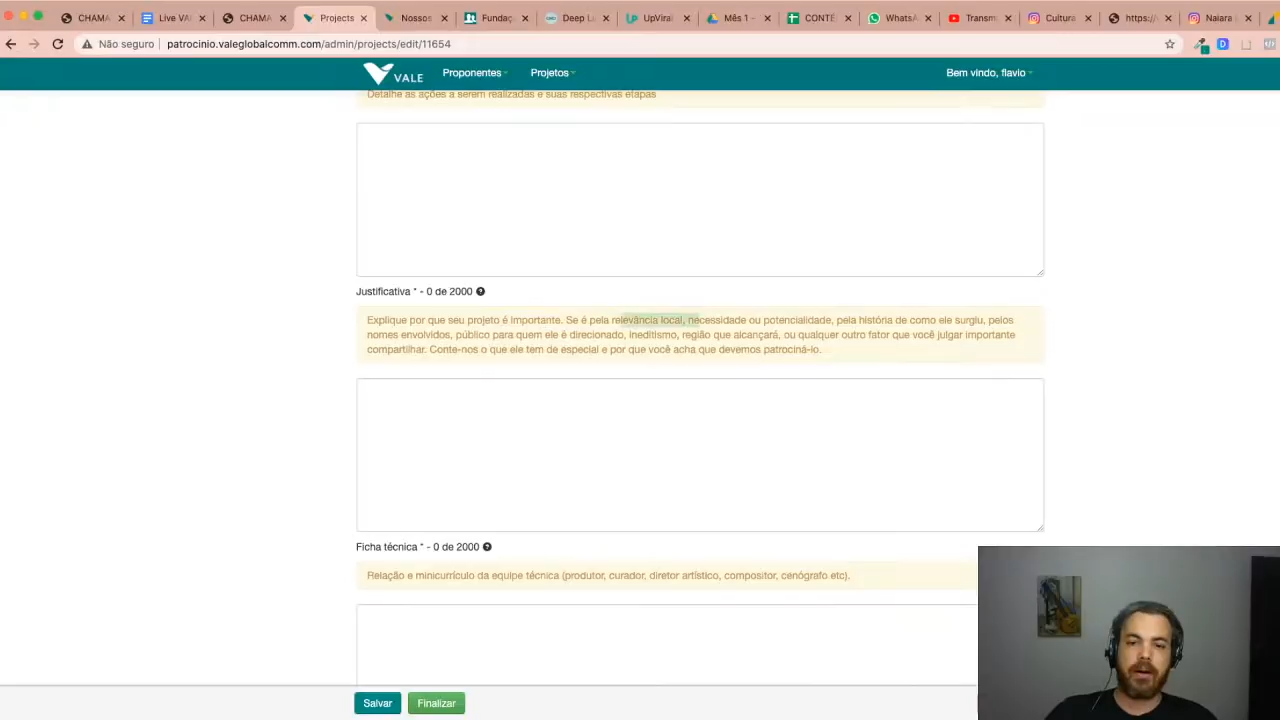 CHAMA
Live VA
CHAMA
Projects
Nossos
Fundaç
Deep L
UpViral
Mês 1 -
CONTE
WhatsA
Transm
Cultura
https://
Naiara
Não seguro
patrocinio.valeglobalcomm.com/admin/projects/edit/11654
VALE
Proponentes
Projetos
Bem vindo, flavio
Detalhe as ações a serem realizadas e suas respectivas etapas
Justificativa * - 0 de 2000
Explique por que seu projeto é importante. Se é pela relevância local, necessidade ou potencialidade, pela história de como ele surgiu, pelos
nomes envolvidos, público para quem ele é direcionado, ineditismo, região que alcançará, ou qualquer outro fator que você julgar importante
compartilhar. Conte-nos o que ele tem de especial e por que você acha que devemos patrociná-lo.
Ficha técnica * - 0 de 2000
Relação e minicurrículo da equipe técnica (produtor, curador, diretor artístico, compositor, cenógrafo etc).
Salvar
Finalizar